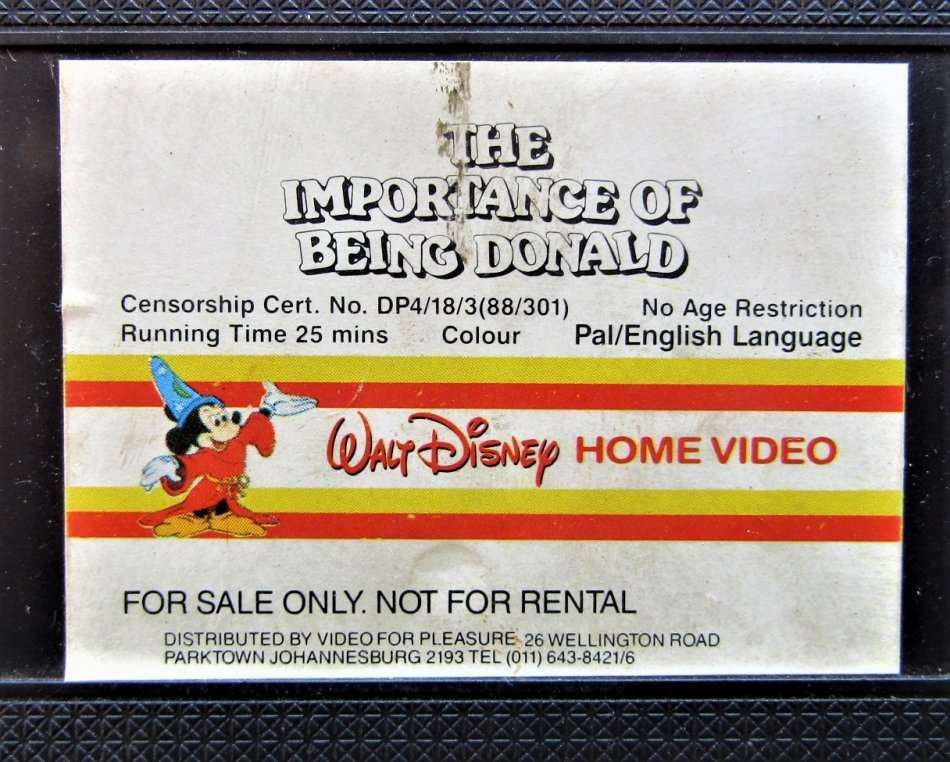 THE
IMPORTANCE OF
BEING DONALD
Censorship Cert. No. DP4/18/3(88/301) No Age Restriction
Running Time 25 mins Colour Pal/English Language
WALT DISNEY HOME VIDEO
FOR SALE ONLY. NOT FOR RENTAL
DISTRIBUTED BY VIDEO FOR PLEASURE 26 WELLINGTON ROAD
PARKTOWN JOHANNESBURG 2193 TEL (011) 643-8421/6